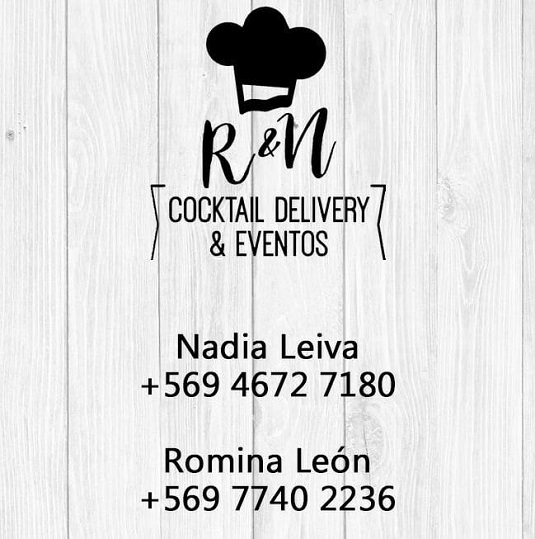 R&N
COCKTAIL DELIVERY
& EVENTOS
Nadia Leiva
+569 4672 7180
Romina León
+569 7740 2236